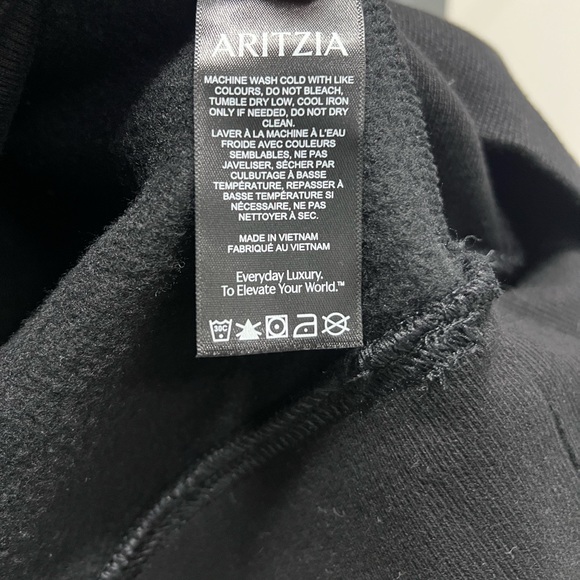 ARITZIA
MACHINE WASH COLD WITH LIKE
COLOURS, DO NOT BLEACH,
TUMBLE DRY LOW, COOL IRON
ONLY IF NEEDED, DO NOT DRY
CLEAN.
LAVER À LA MACHINE À L'EAU
FROIDE AVEC COULEURS
SEMBLABLES, NE PAS
JAVELISER, SÉCHER PAR
CULBUTAGE À BASSE
TEMPÉRATURE, REPASSER À
BASSE TEMPÉRATURE SI
NÉCESSAIRE, NE PAS
NETTOYER À SEC.
MADE IN VIETNAM
FABRIQUÉ AU VIETNAM
Everyday Luxury.
To Elevate Your World.™
30C